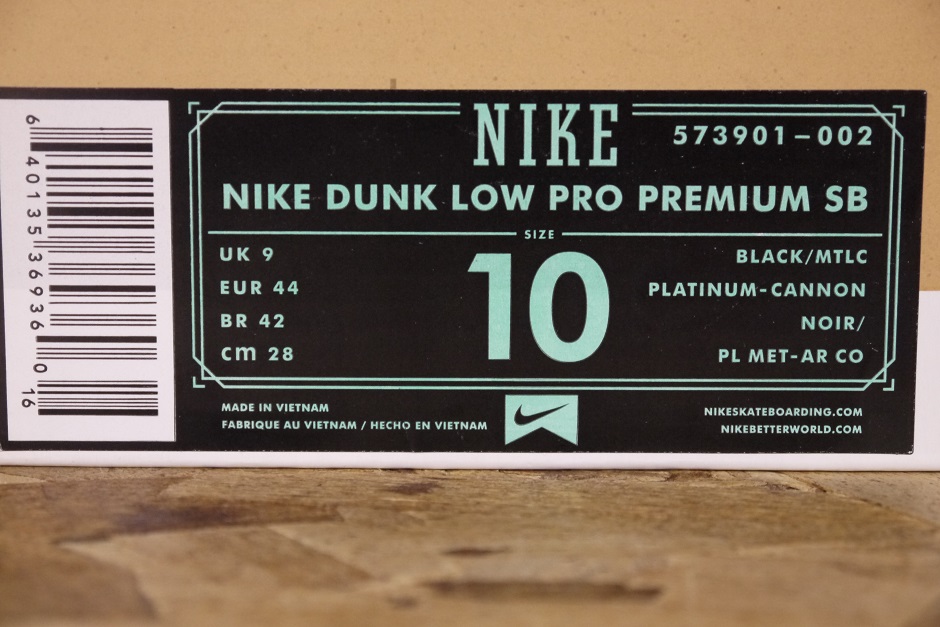 NIKE
573901-002
NIKE DUNK LOW PRO PREMIUM SB
SIZE
10
UK 9
EUR 44
BR 42
cm 28
BLACK/MTLC
PLATINUM-CANNON
NOIR/
PL MET-AR CO
MADE IN VIETNAM
FABRIQUE AU VIETNAM / HECHO EN VIETNAM
NIKESKATEBOARDING.COM
NIKEBETTERWORLD.COM
6 40135 36936 0 16